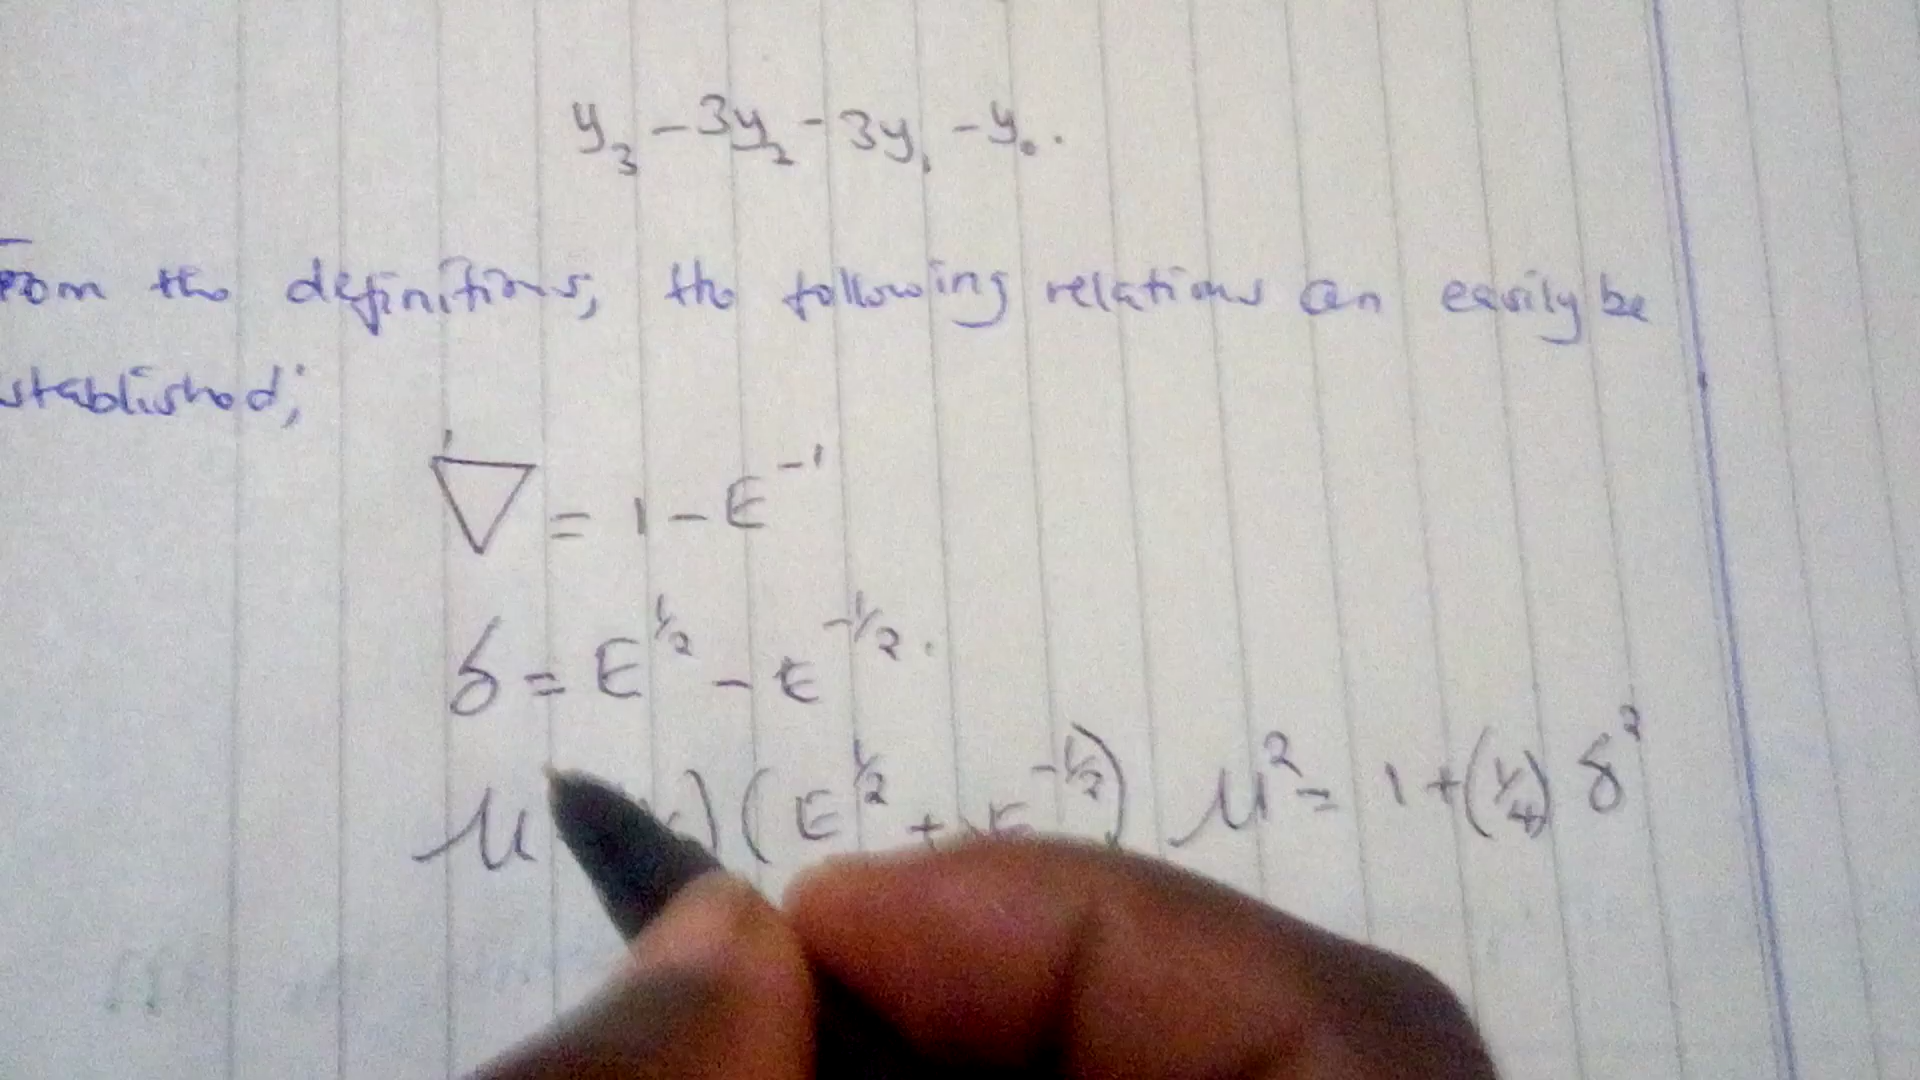 y₃ - 3y₂ - 3y₁ - y₀.
From the definitions, the following relations can easily be
stablished;
∇ = 1 - E⁻¹
δ = E^½ - E^-½.
μ ) (E^½ + E^-½) μ² = 1 + (¼) δ²